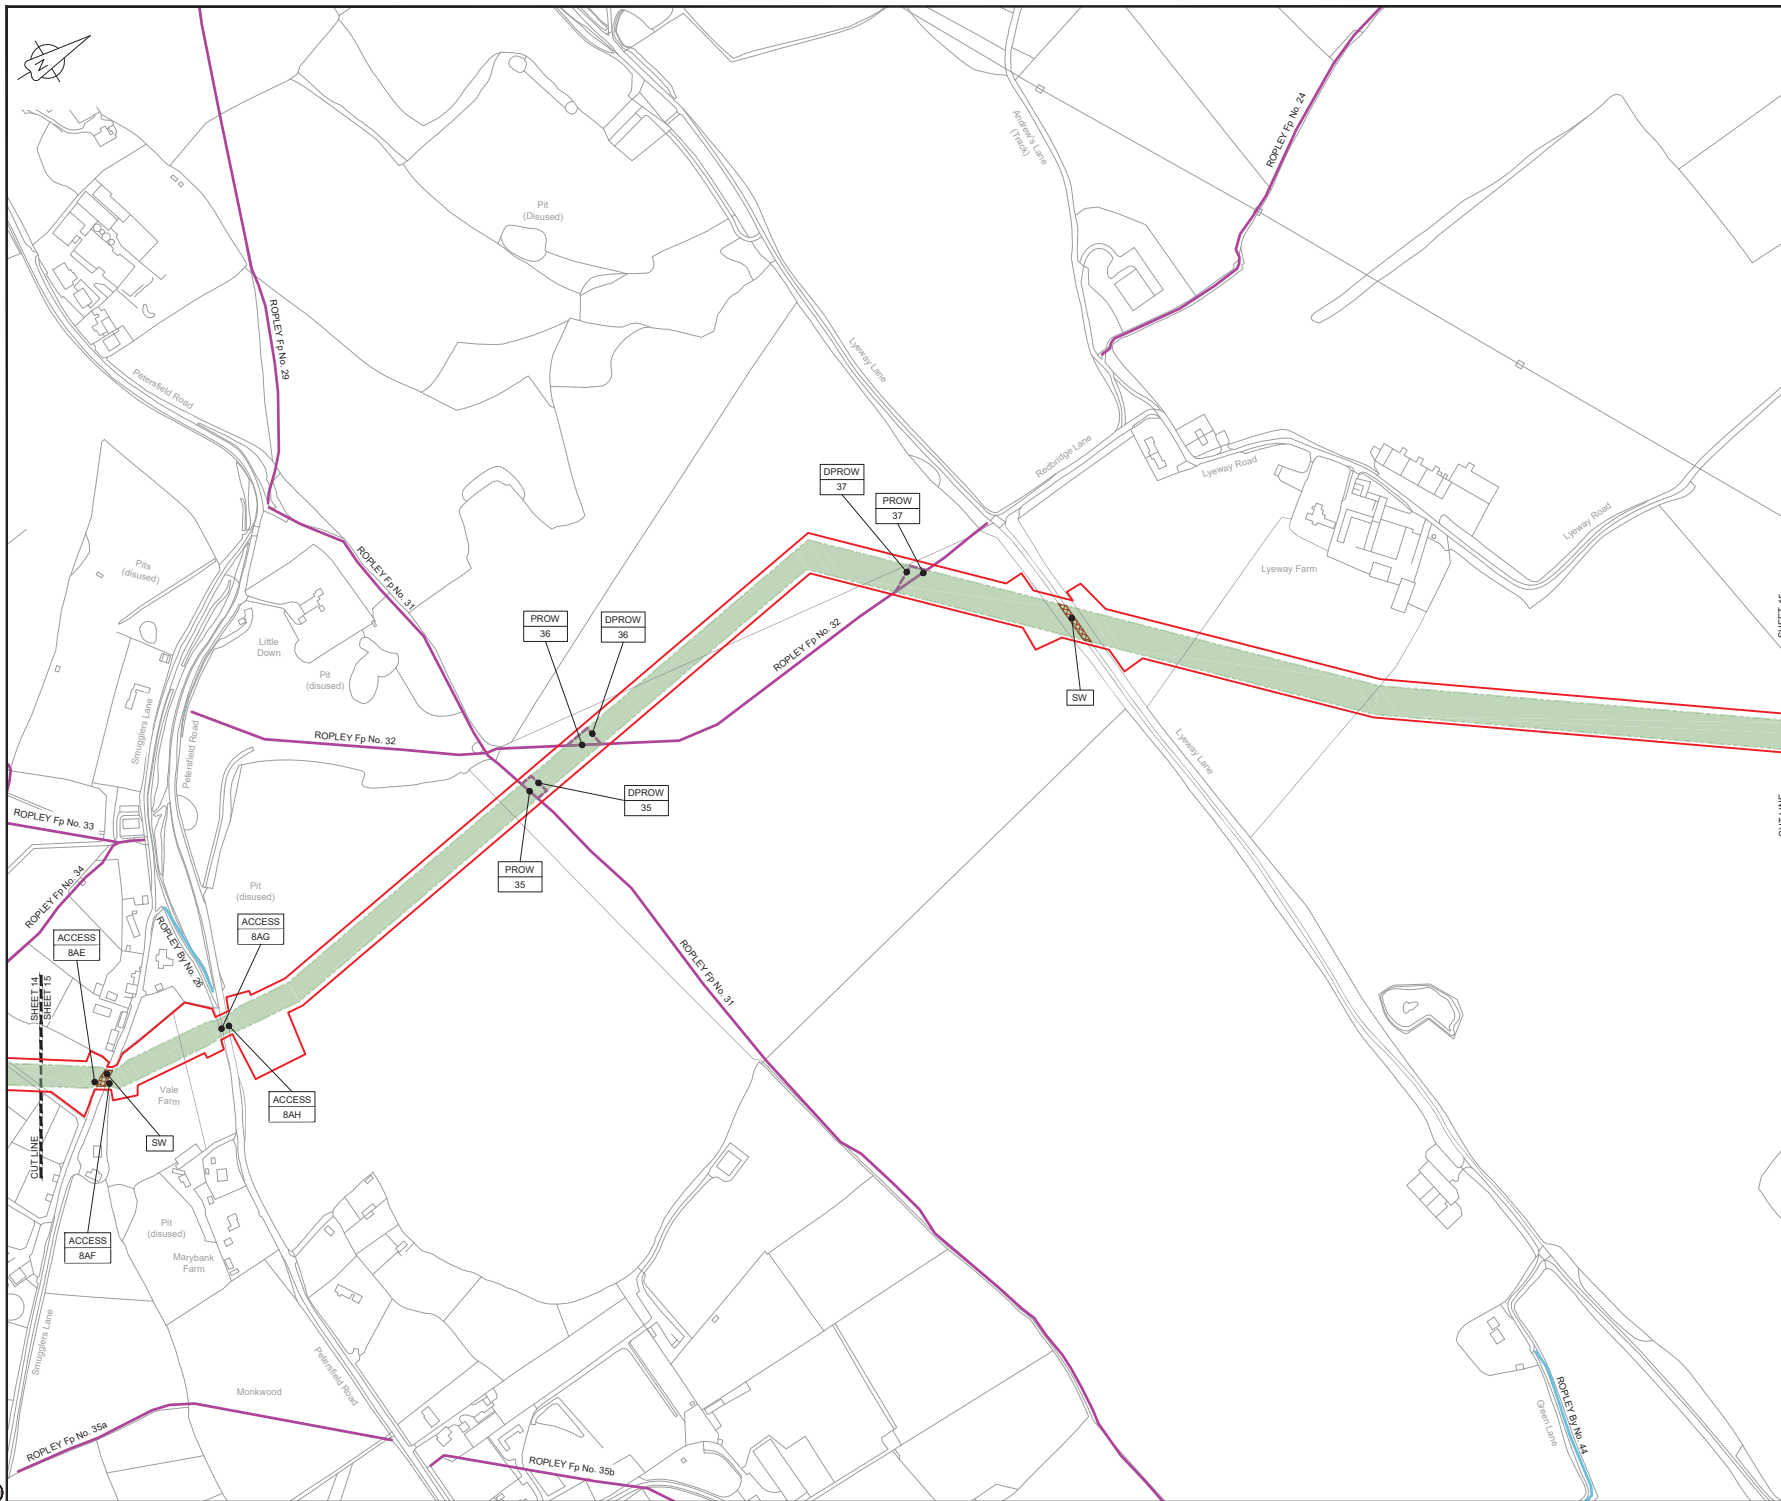 N
ROPLEY Fp No. 24
Andrew's Lane
(Track)
Pit
(Disused)
ROPLEY Fp No. 29
Petersfield Road
Lyeway Lane
Redbridge Lane
Lyeway Road
Lyeway Road
Lyeway Farm
DPROW
37
PROW
37
Pits
(disused)
ROPLEY Fp No. 31
Little
Down
Pit
(disused)
PROW
36
DPROW
36
ROPLEY Fp No. 32
SW
Smugglers Lane
Petersfield Road
ROPLEY Fp No. 32
Lyeway Lane
DPROW
35
CUT LINE
ROPLEY Fp No. 33
PROW
35
ROPLEY Fp No. 34
Pit
(disused)
ACCESS
8AE
ROPLEY By No. 26
ACCESS
8AG
ROPLEY Fp No. 31
SHEET 14
SHEET 15
CUT LINE
Vale
Farm
ACCESS
8AH
SW
ACCESS
8AF
Pit
(disused)
Marybank
Farm
Smugglers Lane
Petersfield Road
Monkwood
ROPLEY Fp No. 35a
ROPLEY Fp No. 35b
Green Lane
ROPLEY By No. 44